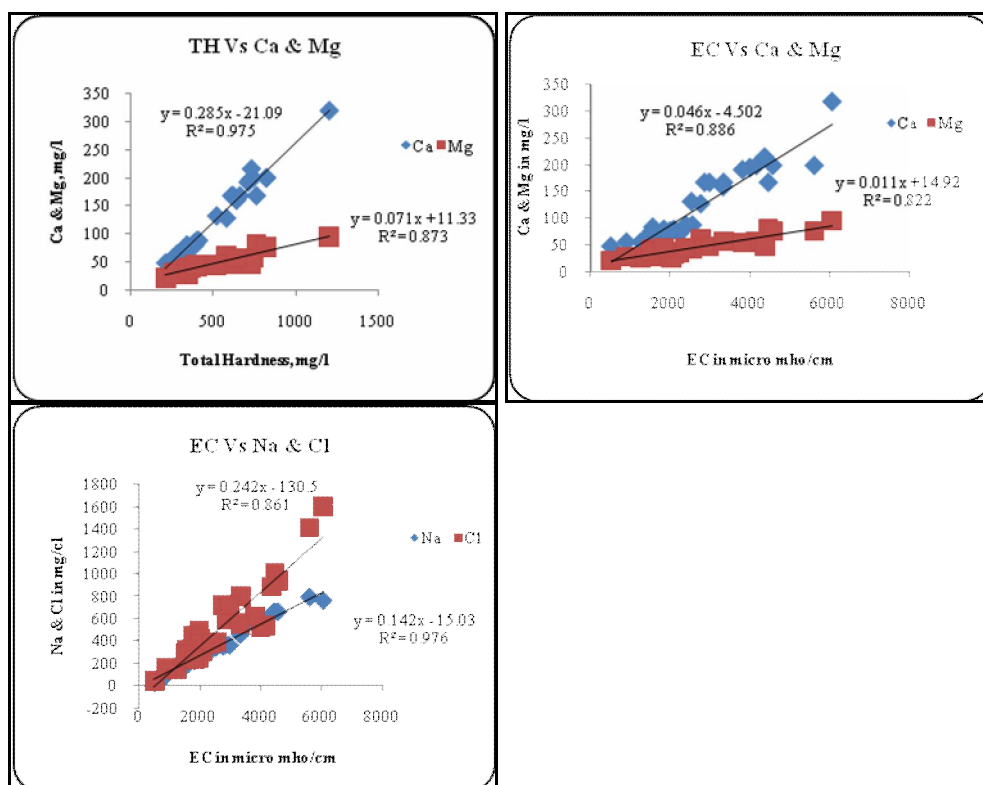 TH Vs Ca & Mg
350
300
250
200
150
100
50
0
0 500 1000 1500
y = 0.285x - 21.09
R² = 0.975
Ca Mg
y = 0.071x + 11.33
R² = 0.873
Ca & Mg, mg/l
Total Hardness, mg/l
EC Vs Ca & Mg
350
300
250
200
150
100
50
0
0 2000 4000 6000 8000
y = 0.046x - 4.502
R² = 0.886
Ca Mg
y = 0.011x + 14.92
R² = 0.822
Ca & Mg in mg/l
EC in micro mho/cm
EC Vs Na & Cl
1800
1600
1400
1200
1000
800
600
400
200
0
-200
0 2000 4000 6000 8000
y = 0.242x - 130.5
R² = 0.861
Na Cl
y = 0.142x - 15.03
R² = 0.976
Na & Cl in mg/cl
EC in micro mho/cm